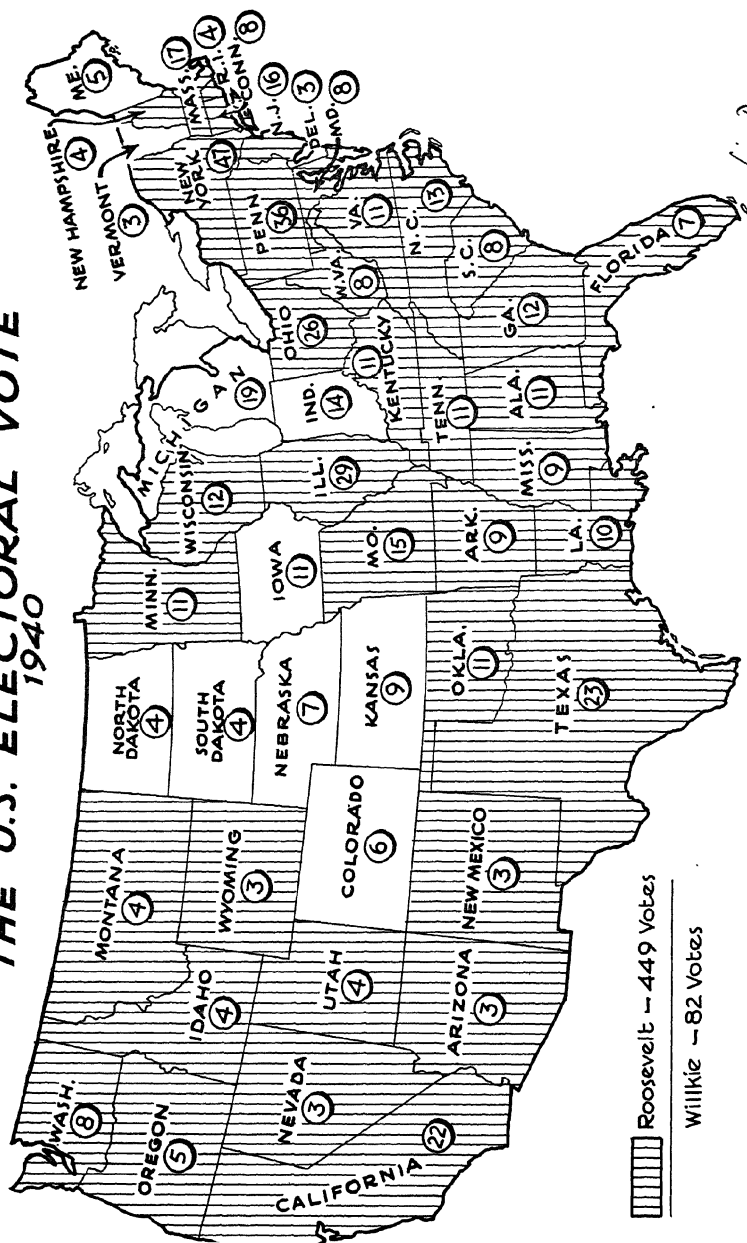 THE U.S. ELECTORAL VOTE
1940
WASH.
8
OREGON
5
CALIFORNIA
22
NEVADA
3
IDAHO
4
MONTANA
4
WYOMING
3
UTAH
4
ARIZONA
3
COLORADO
6
NEW MEXICO
3
NORTH
DAKOTA
4
SOUTH
DAKOTA
4
NEBRASKA
7
KANSAS
9
OKLA.
11
TEXAS
23
MINN.
11
IOWA
11
MO.
15
ARK.
9
LA.
10
WISCONSIN
12
ILL.
29
MICHIGAN
19
IND.
14
OHIO
26
KENTUCKY
11
TENN.
11
MISS.
9
ALA.
11
GA.
12
FLORIDA
7
S.C.
8
N.C.
13
VA.
11
W.VA.
8
PENN
36
NEW
YORK
47
VERMONT
3
NEW HAMPSHIRE
4
ME.
5
MASS.
17
R.I.
4
CONN.
8
N.J. 16
DEL. 3
MD. 8
Roosevelt – 449 Votes
Willkie – 82 Votes